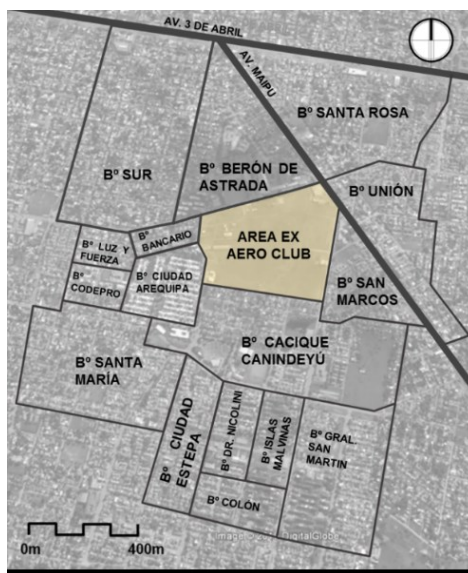 AV. 3 DE ABRIL
AV. MAIPU
Bº SANTA ROSA
Bº SUR
Bº BERÓN DE
ASTRADA
Bº UNIÓN
Bº
BANCARIO
AREA EX
AERO CLUB
Bº LUZ Y
FUERZA
Bº
CODEPRO
Bº CIUDAD
AREQUIPA
Bº SAN
MARCOS
Bº CACIQUE
CANINDEYÚ
Bº SANTA
MARÍA
Bº CIUDAD
ESTEPA
Bº DR. NICOLINI
Bº ISLAS
MALVINAS
Bº GRAL.
SAN
MARTIN
Bº COLÓN
0m
400m
Image ©
DigitalGlobe